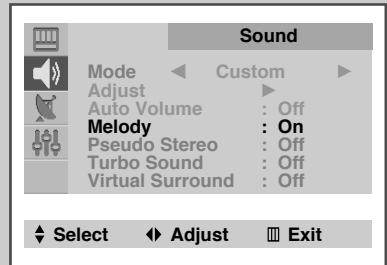 Sound
Mode ◄ Custom ►
Adjust ►
Auto Volume : Off
Melody : On
Pseudo Stereo : Off
Turbo Sound : Off
Virtual Surround : Off
Select Adjust Exit